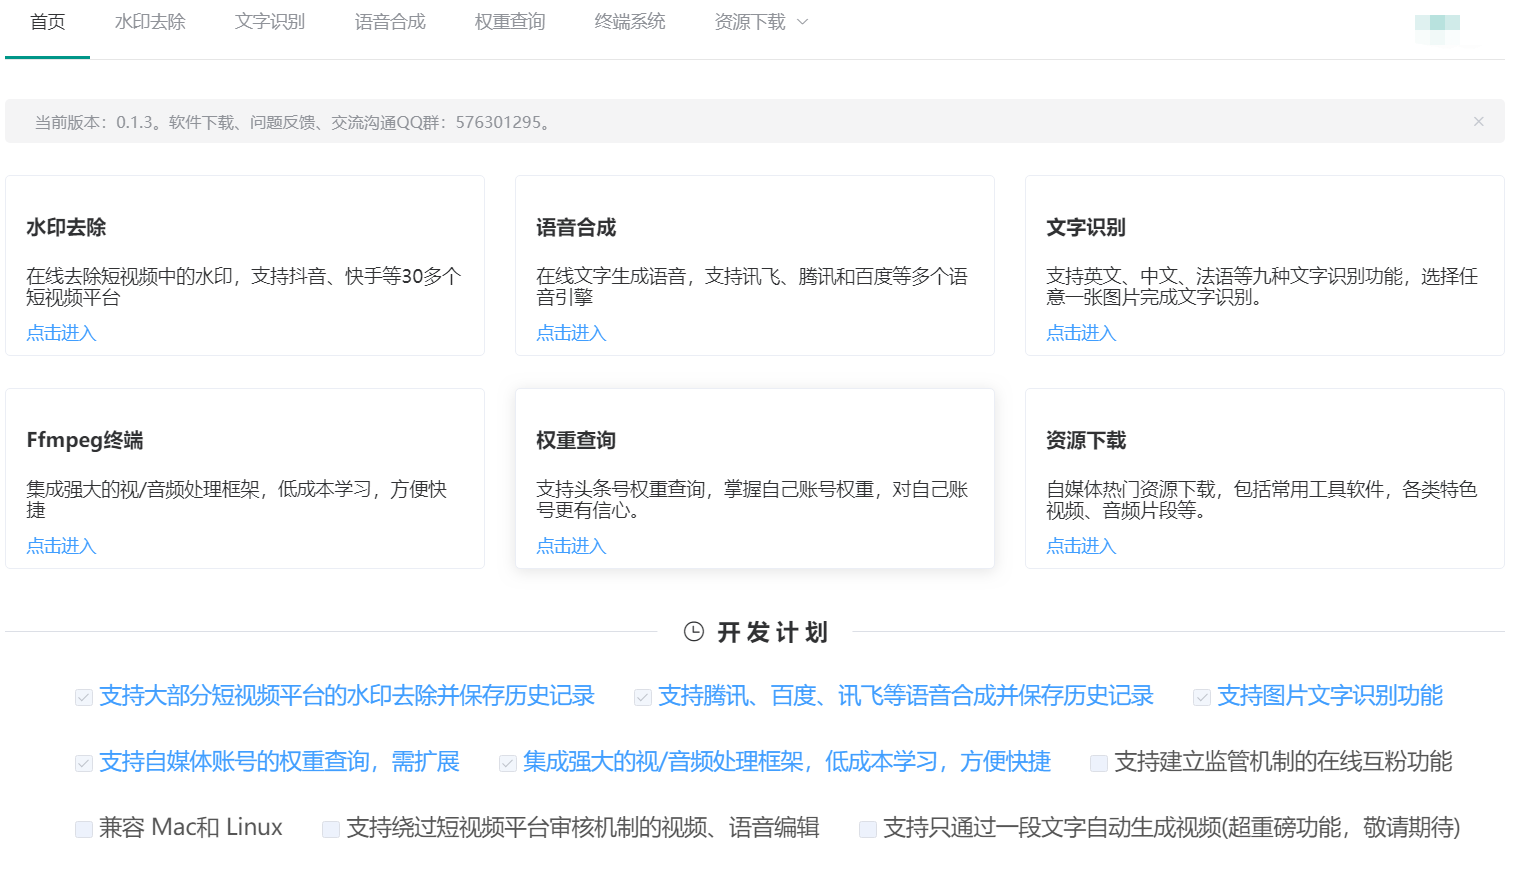 首页 水印去除 文字识别 语音合成 权重查询 终端系统 资源下载
当前版本：0.1.3。软件下载、问题反馈、交流沟通QQ群：576301295。
水印去除
在线去除短视频中的水印，支持抖音、快手等30多个
短视频平台
点击进入
语音合成
在线文字生成语音，支持讯飞、腾讯和百度等多个语
音引擎
点击进入
文字识别
支持英文、中文、法语等九种文字识别功能，选择任
意一张图片完成文字识别。
点击进入
Ffmpeg终端
集成强大的视/音频处理框架，低成本学习，方便快
捷
点击进入
权重查询
支持头条号权重查询，掌握自己账号权重，对自己账
号更有信心。
点击进入
资源下载
自媒体热门资源下载，包括常用工具软件，各类特色
视频、音频片段等。
点击进入
开发计划
支持大部分短视频平台的水印去除并保存历史记录 支持腾讯、百度、讯飞等语音合成并保存历史记录 支持图片文字识别功能
支持自媒体账号的权重查询，需扩展 集成强大的视/音频处理框架，低成本学习，方便快捷 支持建立监管机制的在线互粉功能
兼容 Mac和 Linux 支持绕过短视频平台审核机制的视频、语音编辑 支持只通过一段文字自动生成视频(超重磅功能，敬请期待)